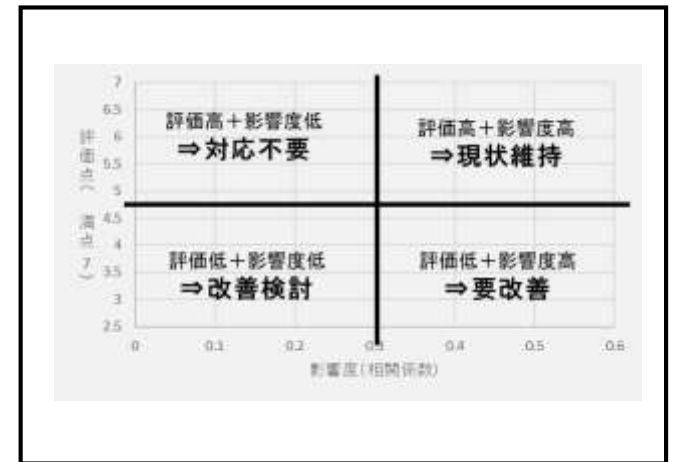 7
6.5
6
5.5
5
4.5
4
3.5
3
2.5
評価点(満点7)
評価高＋影響度低
⇒対応不要
評価高＋影響度高
⇒現状維持
評価低＋影響度低
⇒改善検討
評価低＋影響度高
⇒要改善
0 0.1 0.2 0.3 0.4 0.5 0.6
影響度(相関係数)